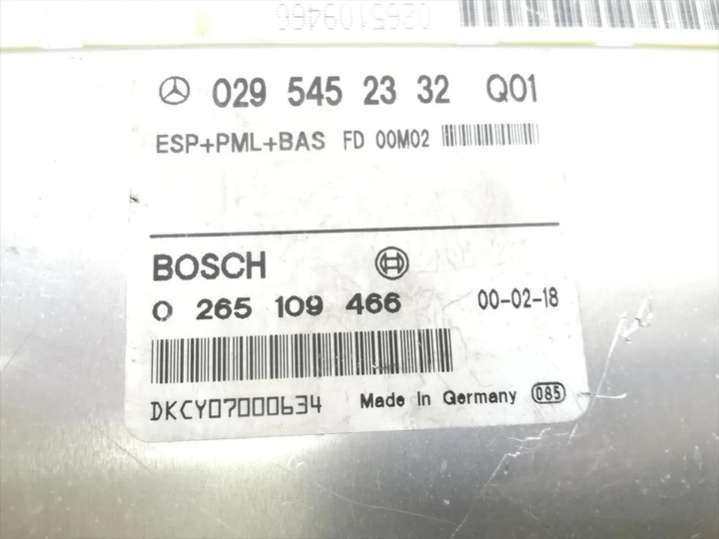 0265109466
029 545 23 32 Q01
ESP+PML+BAS FD 00M02
BOSCH
0 265 109 466 00-02-18
DKCY07000634 Made In Germany 085